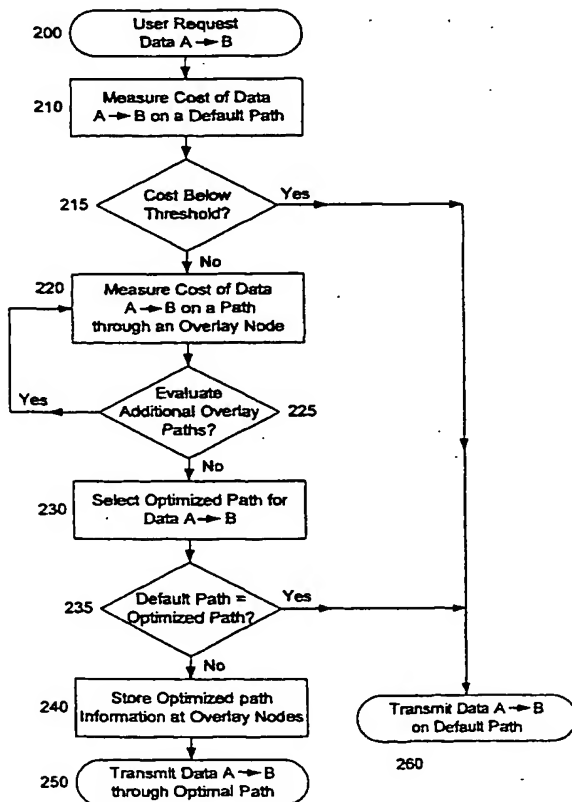 200
User Request
Data A → B
210
Measure Cost of Data
A → B on a Default Path
215
Cost Below
Threshold?
Yes
No
220
Measure Cost of Data
A → B on a Path
through an Overlay Node
Yes
Evaluate
Additional Overlay
Paths?
225
No
230
Select Optimized Path for
Data A → B
235
Default Path =
Optimized Path?
Yes
No
240
Store Optimized path
Information at Overlay Nodes
250
Transmit Data A → B
through Optimal Path
Transmit Data A → B
on Default Path
260